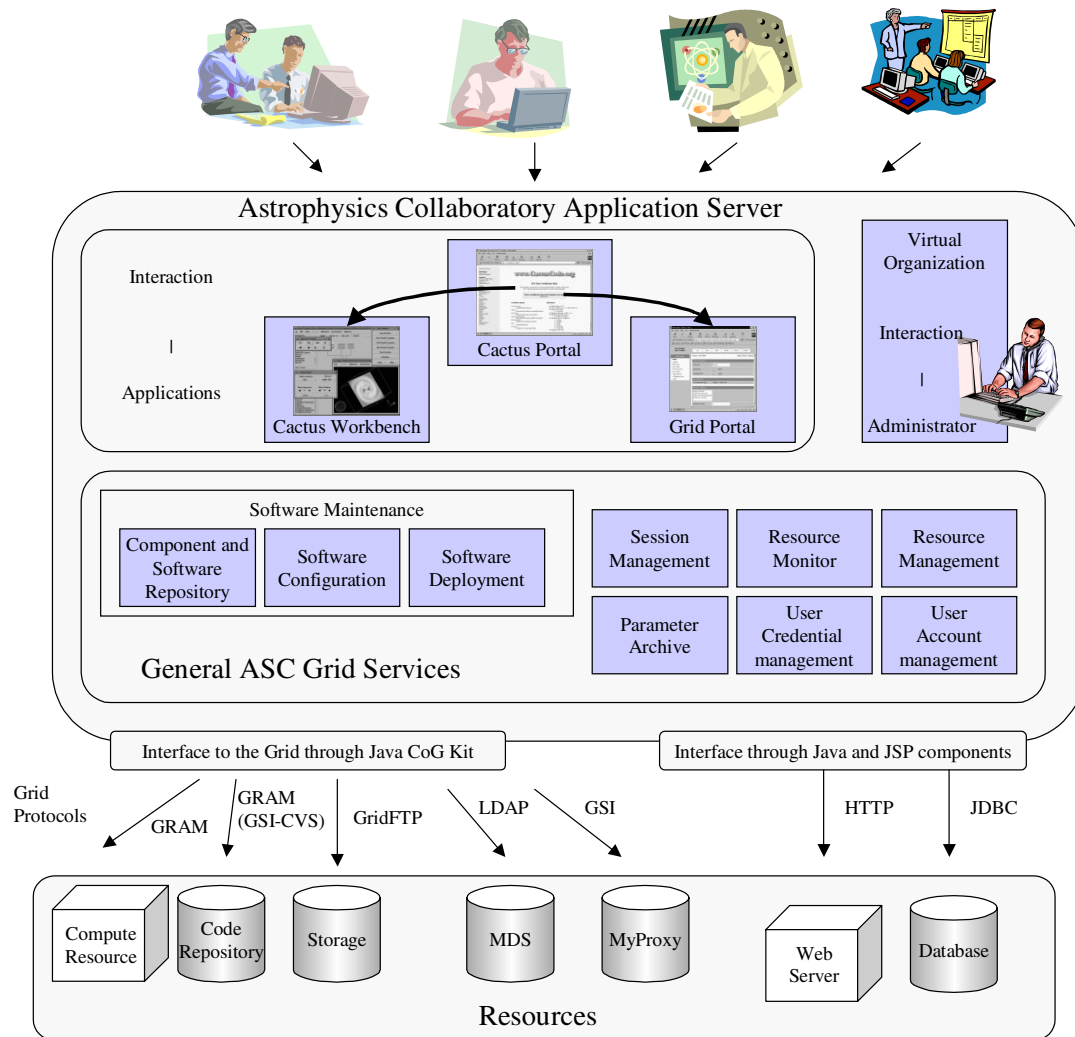 Astrophysics Collaboratory Application Server
Interaction
|
Applications
www.CactusCode.org
Cactus Portal
Cactus Workbench
Grid Portal
Virtual
Organization
Interaction
|
Administrator
Software Maintenance
Component and
Software
Repository
Software
Configuration
Software
Deployment
Session
Management
Resource
Monitor
Resource
Management
Parameter
Archive
User
Credential
management
User
Account
management
General ASC Grid Services
Interface to the Grid through Java CoG Kit
Interface through Java and JSP components
Grid
Protocols
GRAM
GRAM
(GSI-CVS)
GridFTP
LDAP
GSI
HTTP
JDBC
Compute
Resource
Code
Repository
Storage
MDS
MyProxy
Web
Server
Database
Resources